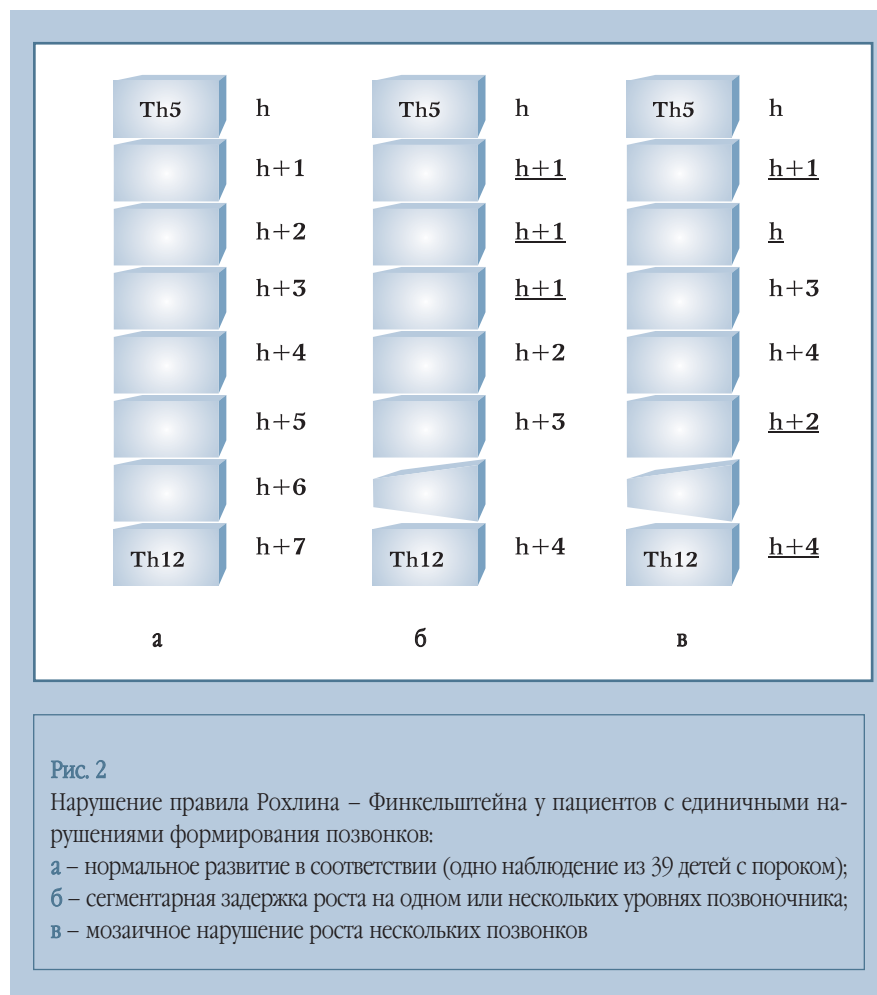 Th5 h Th5 h Th5 h
h+1 h+1 h+1
h+2 h+1 h
h+3 h+1 h+3
h+4 h+2 h+4
h+5 h+3 h+2
h+6
Th12 h+7 Th12 h+4 Th12 h+4
а б в
Рис. 2
Нарушение правила Рохлина – Финкельштейна у пациентов с единичными на-
рушениями формирования позвонков:
а – нормальное развитие в соответствии (одно наблюдение из 39 детей с пороком);
б – сегментарная задержка роста на одном или нескольких уровнях позвоночника;
в – мозаичное нарушение роста нескольких позвонков